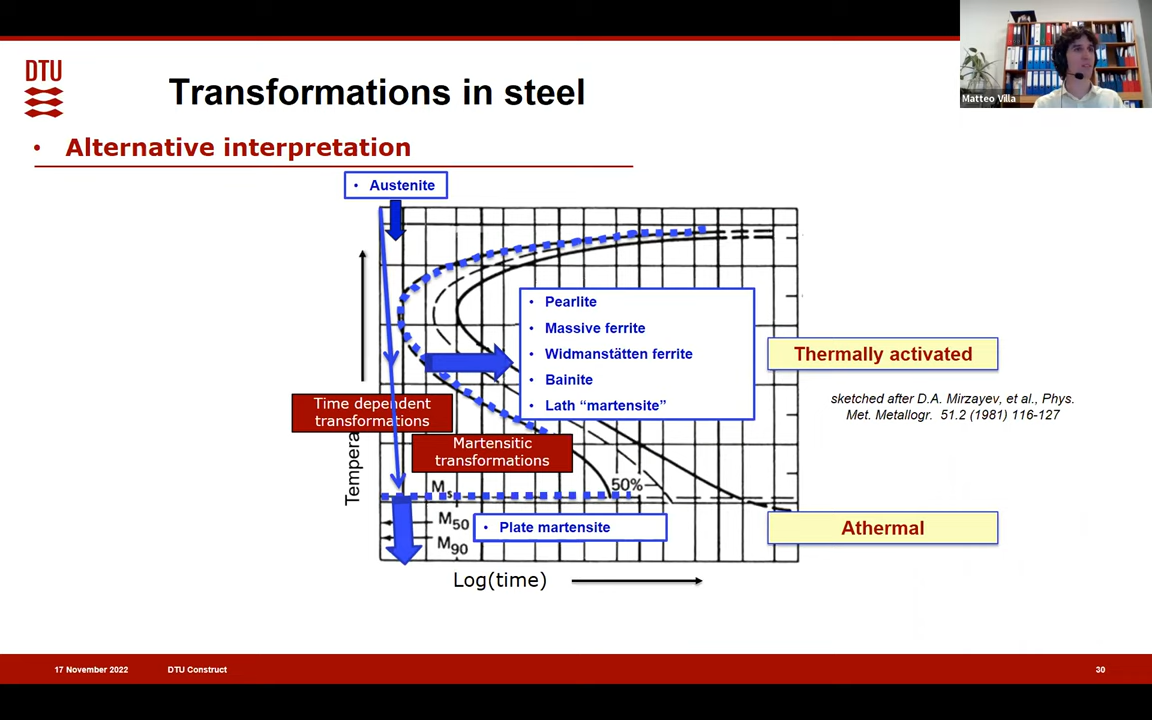 Matteo Villa
DTU
Transformations in steel
• Alternative interpretation
• Austenite
• Pearlite
• Massive ferrite
• Widmanstätten ferrite
• Bainite
• Lath “martensite”
Thermally activated
sketched after D.A. Mirzayev, et al., Phys.
Met. Metallogr. 51.2 (1981) 116-127
Time dependent
transformations
Martensitic
transformations
Tempera
Ms
50%
M50
M90
• Plate martensite
Athermal
Log(time)
17 November 2022
DTU Construct
30